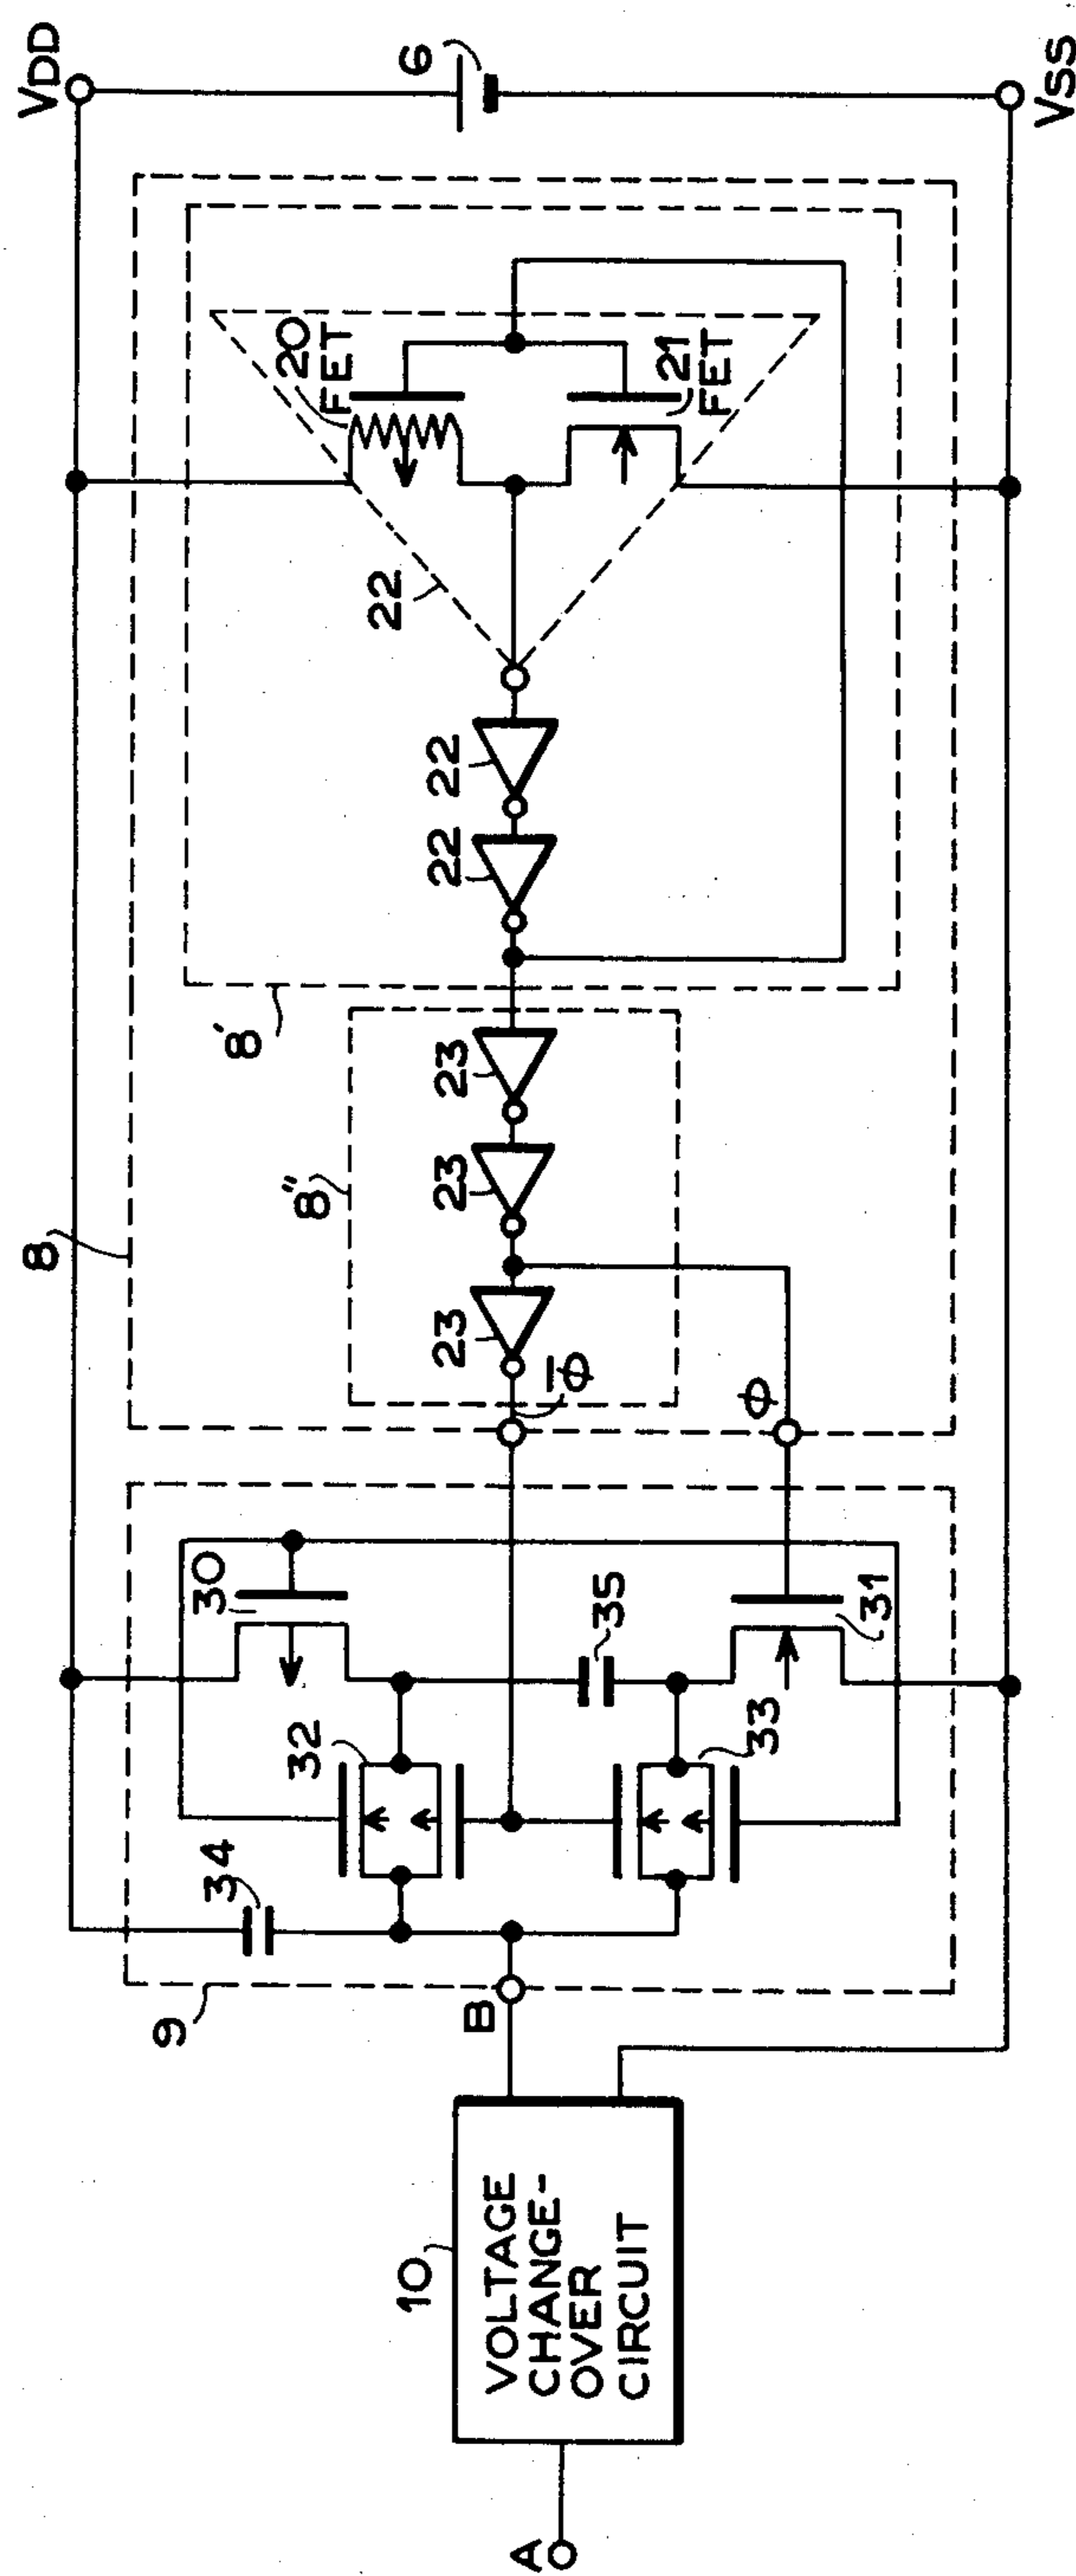 VDD
6
VSS
20
FET
21
FET
22
22
22
8'
23
23
23
8"
8
Φ̅
Φ
30
31
35
32
33
34
9
B
10
VOLTAGE
CHANGE-
OVER
CIRCUIT
A